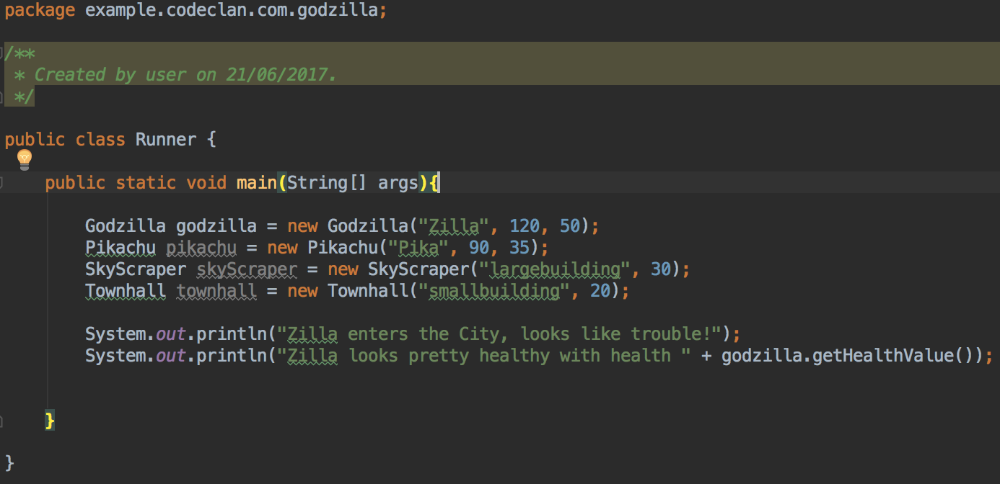 package example.codeclan.com.godzilla;
/**
* Created by user on 21/06/2017.
*/
public class Runner {
public static void main(String[] args){
Godzilla godzilla = new Godzilla("Zilla", 120, 50);
Pikachu pikachu = new Pikachu("Pika", 90, 35);
SkyScraper skyScraper = new SkyScraper("largebuilding", 30);
Townhall townhall = new Townhall("smallbuilding", 20);
System.out.println("Zilla enters the City, looks like trouble!");
System.out.println("Zilla looks pretty healthy with health " + godzilla.getHealthValue());
}
}